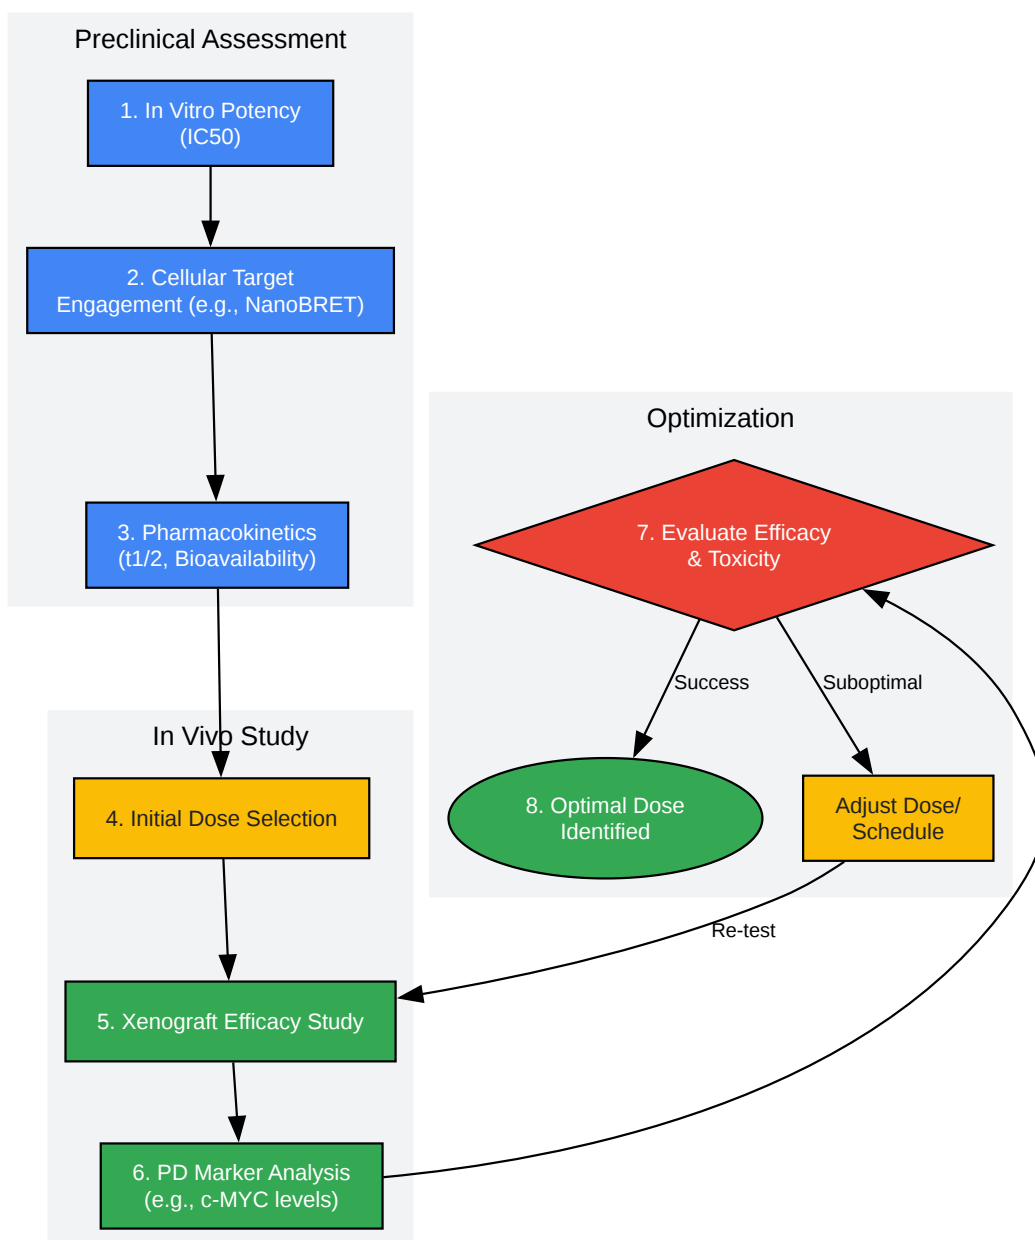 Preclinical Assessment
1. In Vitro Potency
(IC50)
2. Cellular Target
Engagement (e.g., NanoBRET)
3. Pharmacokinetics
(t1/2, Bioavailability)
In Vivo Study
4. Initial Dose Selection
5. Xenograft Efficacy Study
6. PD Marker Analysis
(e.g., c-MYC levels)
Optimization
7. Evaluate Efficacy
& Toxicity
Success
Suboptimal
8. Optimal Dose
Identified
Adjust Dose/
Schedule
Re-test